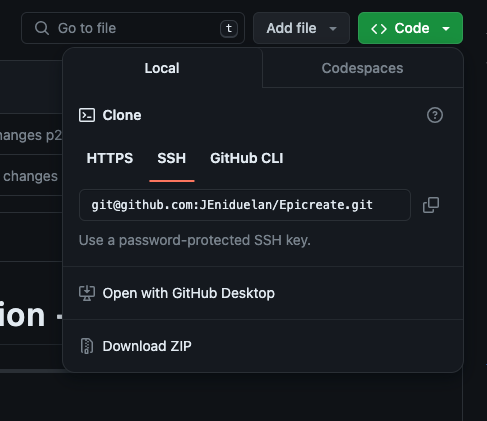 Go to file
t
Add file
Code
Local
Codespaces
Clone
HTTPS
SSH
GitHub CLI
git@github.com:JEniduelan/Epicreate.git
Use a password-protected SSH key.
Open with GitHub Desktop
Download ZIP
hanges p2
changes
ion -